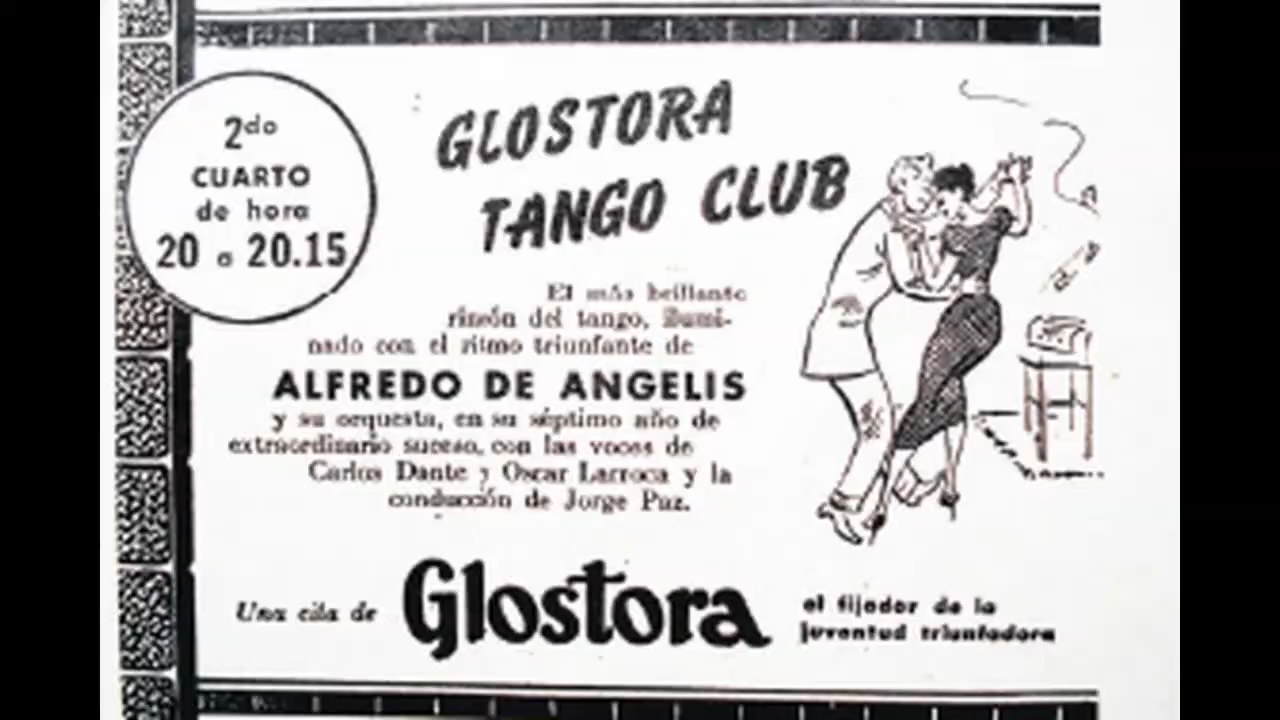 2do
CUARTO
de hora
20 a 20.15
GLOSTORA
TANGO CLUB
El más brillante
rincón del tango, ilumi-
nado con el ritmo triunfante de
ALFREDO DE ANGELIS
y su orquesta, en su séptimo año de
extraordinario suceso, con las voces de
Carlos Dante y Oscar Larroca y la
conducción de Jorge Paz.
Una cita de Glostora el fijador de la
juventud triunfadora